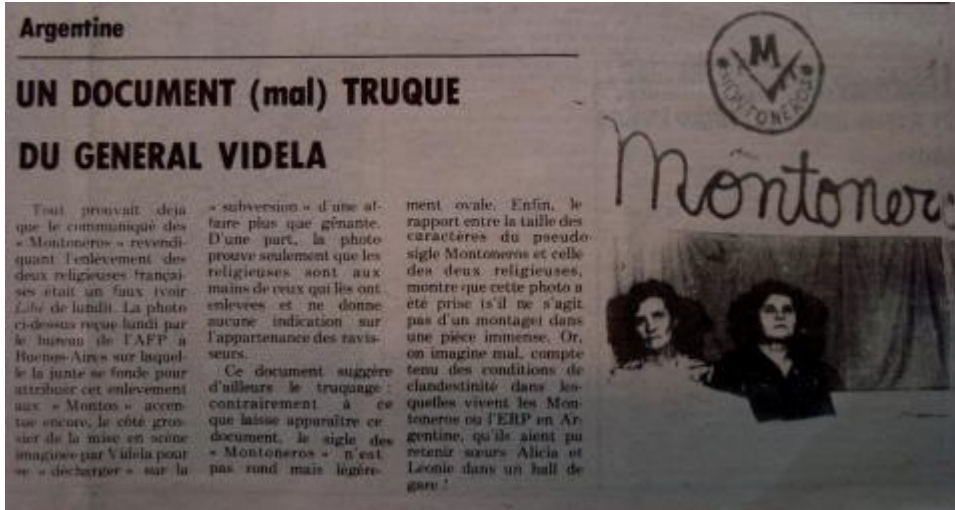 Argentine
UN DOCUMENT (mal) TRUQUE
DU GENERAL VIDELA
Tout prouvait deja
que le communiqué des
« Montoneros » revendi-
quant l'enlèvement des
deux religieuses françai-
ses était un faux (voir
Libé de lundi). La photo
ci-dessus reçue lundi par
le bureau de l'AFP à
Buenos-Aires sur laquel-
le la junte se fonde pour
attribuer cet enlèvement
aux « Montos » accen-
tue encore, le côté gros-
sier de la mise en scène
imaginée par Videla pour
se « décharger » sur la
« subversion » d'une af-
faire plus que gênante.
D'une part, la photo
prouve seulement que les
religieuses sont aux
mains de ceux qui les ont
enlevées et ne donne
aucune indication sur
l'appartenance des ravis-
seurs.
Ce document suggère
d'ailleurs le truquage :
contrairement à ce
que laisse apparaître ce
document, le sigle des
« Montoneros » n'est
pas rond mais légère-
ment ovale. Enfin, le
rapport entre la taille des
caractères du pseudo-
sigle Montoneros et celle
des deux religieuses,
montre que cette photo a
été prise (s'il ne s'agit
pas d'un montage) dans
une pièce immense. Or,
on imagine mal, compte
tenu des conditions de
clandestinité dans les-
quelles vivent les Mon-
toneros ou l'ERP en Ar-
gentine, qu'ils aient pu
retenir sœurs Alicia et
Léonie dans un hall de
gare !
M
MONTONEROS
Montonero